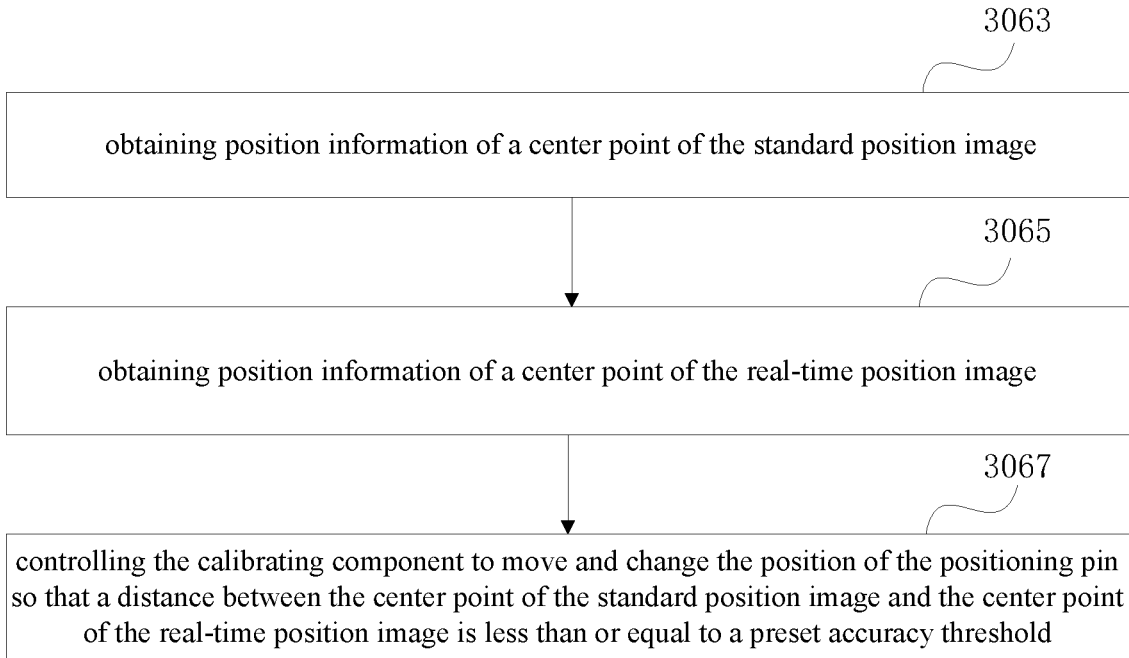 3063
obtaining position information of a center point of the standard position image
3065
obtaining position information of a center point of the real-time position image
3067
controlling the calibrating component to move and change the position of the positioning pin
so that a distance between the center point of the standard position image and the center point
of the real-time position image is less than or equal to a preset accuracy threshold